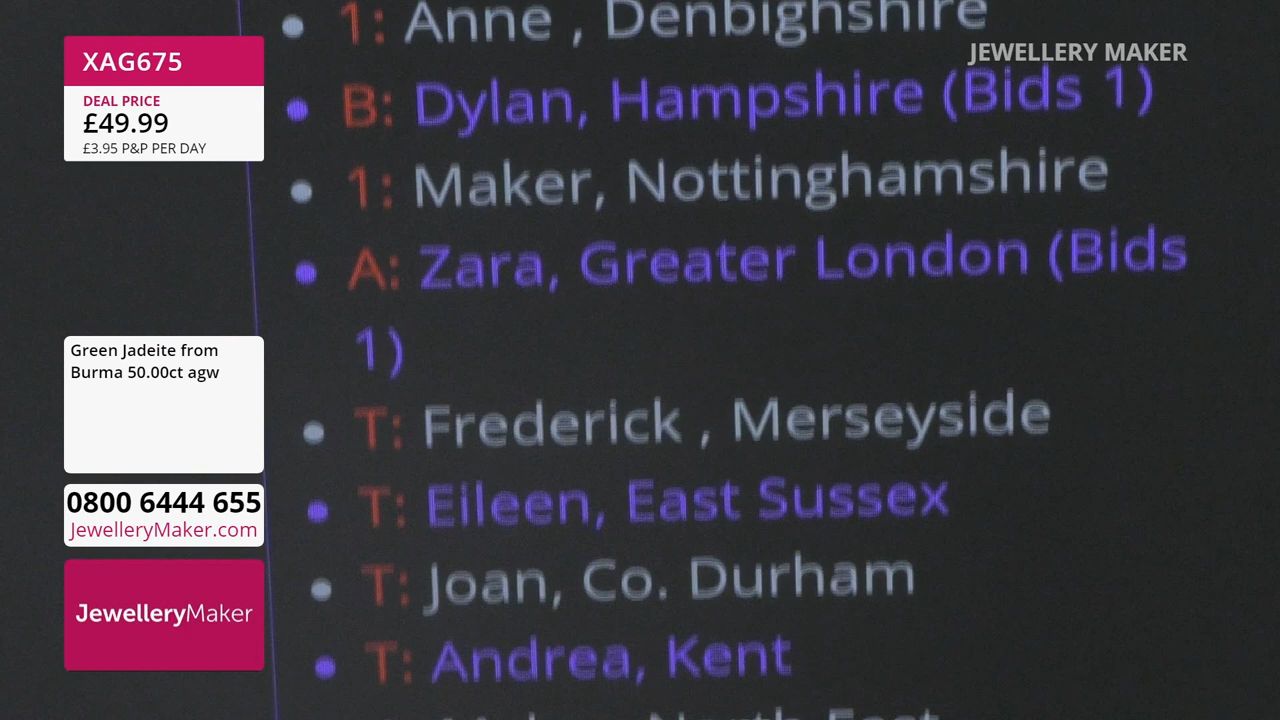 XAG675
DEAL PRICE
£49.99
£3.95 P&P PER DAY
Green Jadeite from
Burma 50.00ct agw
0800 6444 655
JewelleryMaker.com
JewelleryMaker
JEWELLERY MAKER
1: Anne , Denbighshire
B: Dylan, Hampshire (Bids 1)
1: Maker, Nottinghamshire
A: Zara, Greater London (Bids
1)
T: Frederick , Merseyside
T: Eileen, East Sussex
T: Joan, Co. Durham
T: Andrea, Kent
North East